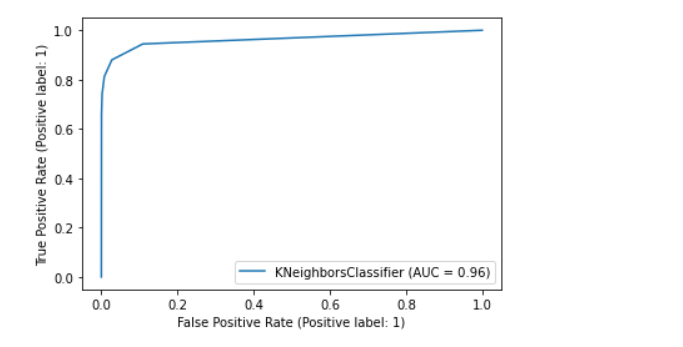 True Positive Rate (Positive label: 1)
1.0
0.8
0.6
0.4
0.2
0.0
KNeighborsClassifier (AUC = 0.96)
0.0 0.2 0.4 0.6 0.8 1.0
False Positive Rate (Positive label: 1)